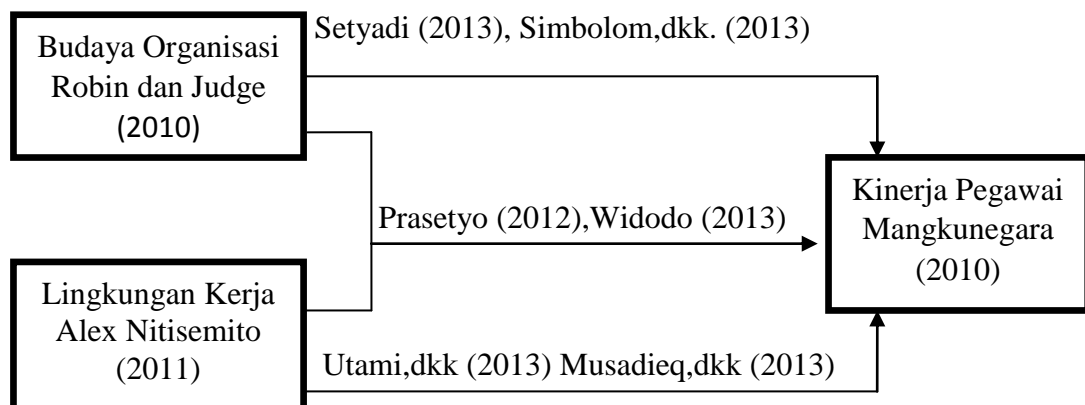 Setyadi (2013), Simbolom,dkk. (2013)
Budaya Organisasi
Robin dan Judge
(2010)
Prasetyo (2012),Widodo (2013)
Kinerja Pegawai
Mangkunegara
(2010)
Lingkungan Kerja
Alex Nitisemito
(2011)
Utami,dkk (2013) Musadieq,dkk (2013)